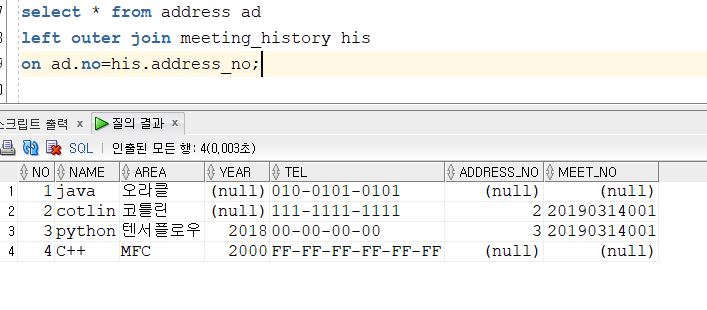 7 select * from address ad
8 left outer join meeting_history his
9 on ad.no=his.address_no;
스크립트 출력 x 질의 결과 x
SQL | 인출된 모든 행: 4(0,003초)
NO NAME AREA YEAR TEL ADDRESS_NO MEET_NO
1 1 java 오라클 (null) 010-0101-0101 (null) (null)
2 2 cotlin 코틀린 (null) 111-1111-1111 2 20190314001
3 3 python 텐서플로우 2018 00-00-00-00 3 20190314001
4 4 C++ MFC 2000 FF-FF-FF-FF-FF-FF (null) (null)